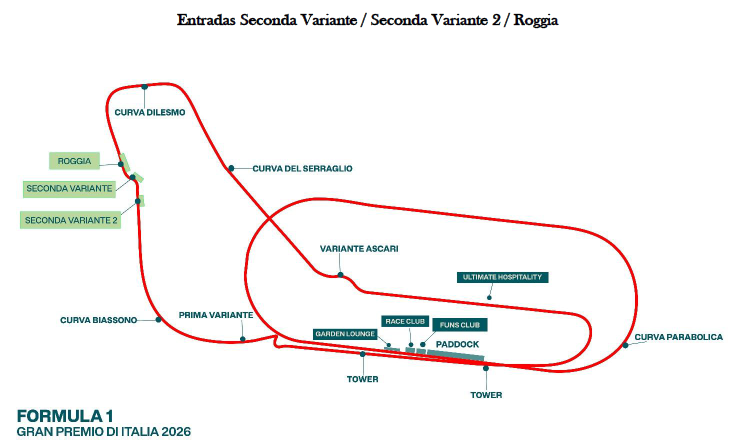 Entradas Seconda Variante / Seconda Variante 2 / Roggia
CURVA DILESMO
ROGGIA
CURVA DEL SERRAGLIO
SECONDA VARIANTE
SECONDA VARIANTE 2
VARIANTE ASCARI
ULTIMATE HOSPITALITY
PRIMA VARIANTE
CURVA BIASSONO
RACE CLUB
FUNS CLUB
GARDEN LOUNGE
PADDOCK
CURVA PARABOLICA
TOWER
TOWER
FORMULA 1
GRAN PREMIO DI ITALIA 2026